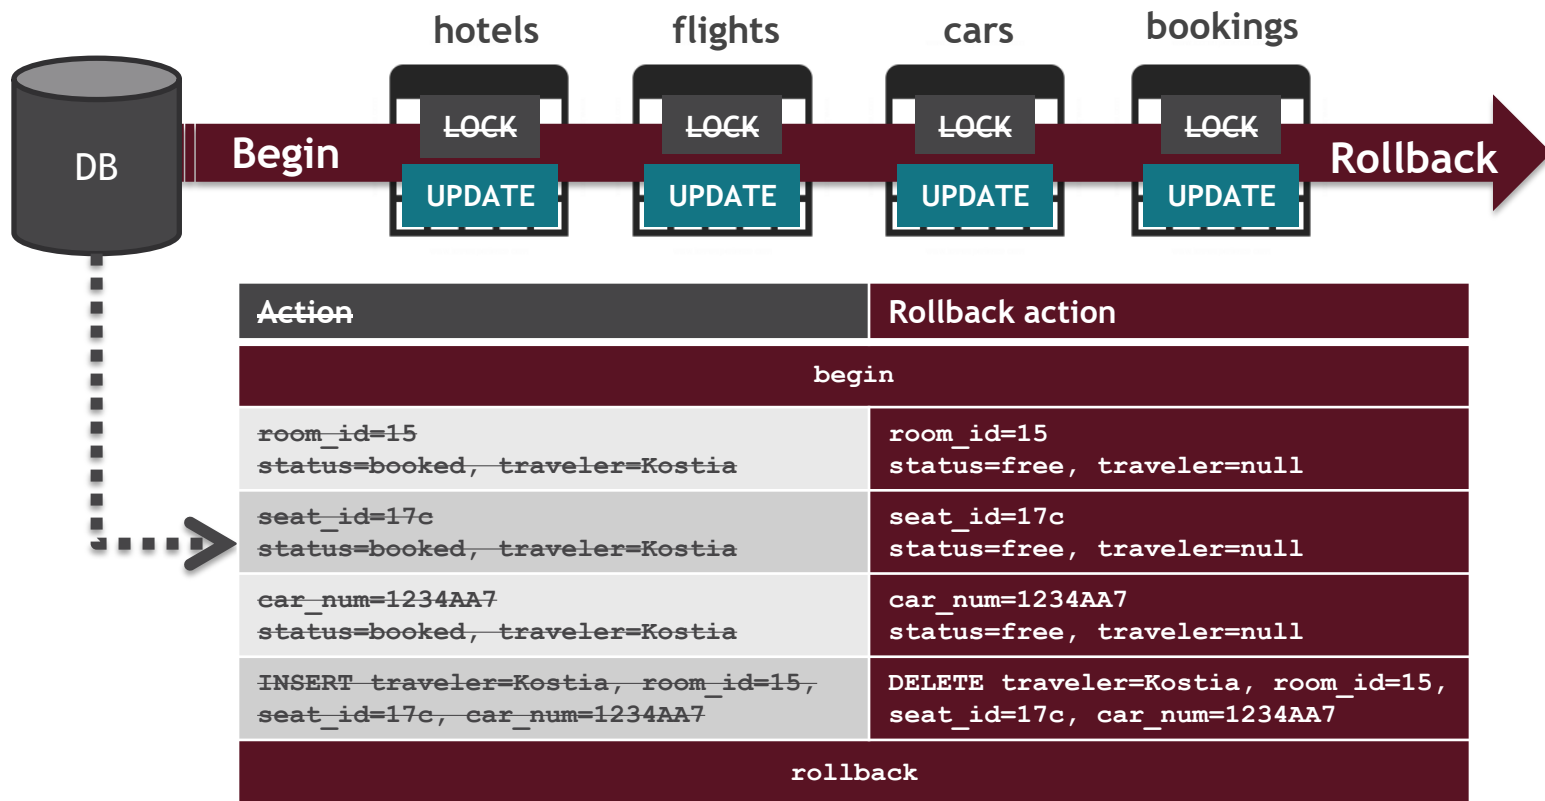 hotels
flights
cars
bookings
DB
Begin
LOCK
LOCK
LOCK
LOCK
Rollback
UPDATE
UPDATE
UPDATE
UPDATE
Action
Rollback action
begin
room_id=15
status=booked, traveler=Kostia
room_id=15
status=free, traveler=null
seat_id=17c
status=booked, traveler=Kostia
seat_id=17c
status=free, traveler=null
car_num=1234AA7
status=booked, traveler=Kostia
car_num=1234AA7
status=free, traveler=null
INSERT traveler=Kostia, room_id=15,
seat_id=17c, car_num=1234AA7
DELETE traveler=Kostia, room_id=15,
seat_id=17c, car_num=1234AA7
rollback